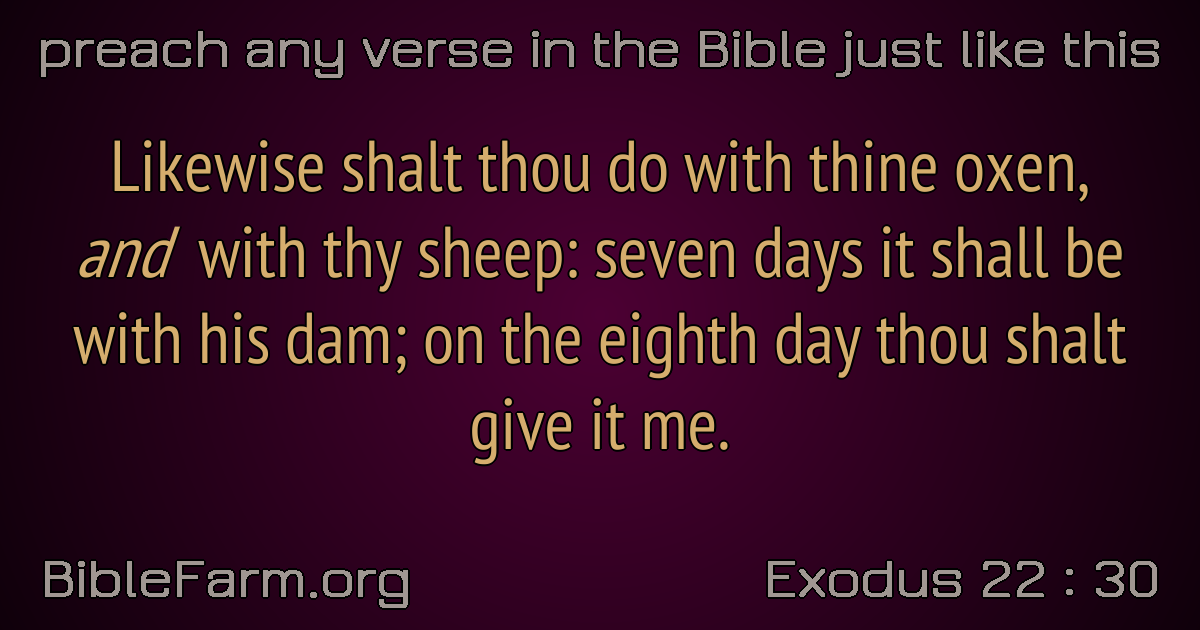 preach any verse in the Bible just like this
Likewise shalt thou do with thine oxen,
and with thy sheep: seven days it shall be
with his dam; on the eighth day thou shalt
give it me.
BibleFarm.org
Exodus 22 : 30